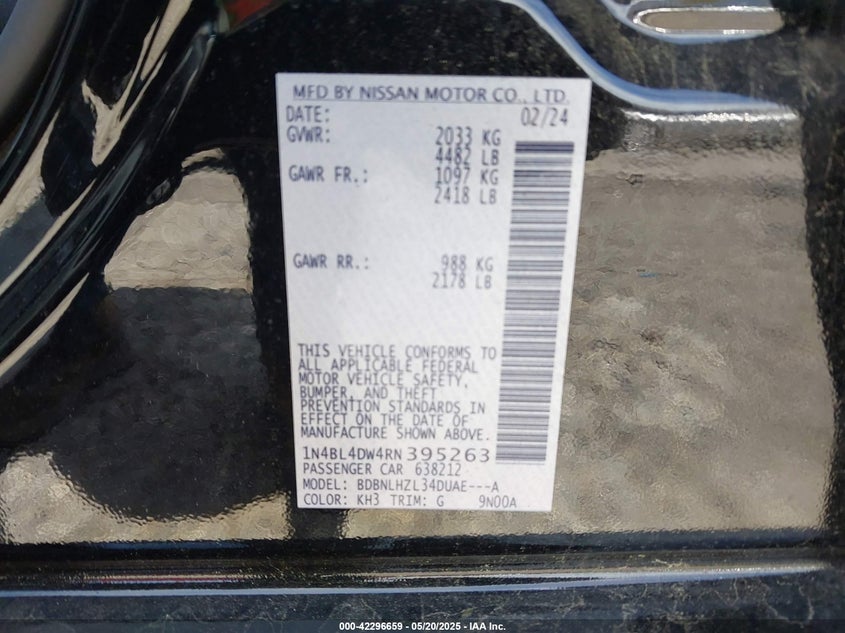 MFD BY NISSAN MOTOR CO., LTD.
DATE: 02/24
GVWR: 2033 KG
4482 LB
GAWR FR.: 1097 KG
2418 LB
GAWR RR.: 988 KG
2178 LB
THIS VEHICLE CONFORMS TO
ALL APPLICABLE FEDERAL
MOTOR VEHICLE SAFETY,
BUMPER, AND THEFT
PREVENTION STANDARDS IN
EFFECT ON THE DATE OF
MANUFACTURE SHOWN ABOVE.
1N4BL4DW4RN395263
PASSENGER CAR 638212
MODEL: BDBNLHZL34DUAE---A
COLOR: KH3 TRIM: G 9N00A
000-42296659 - 05/20/2025 - IAA Inc.